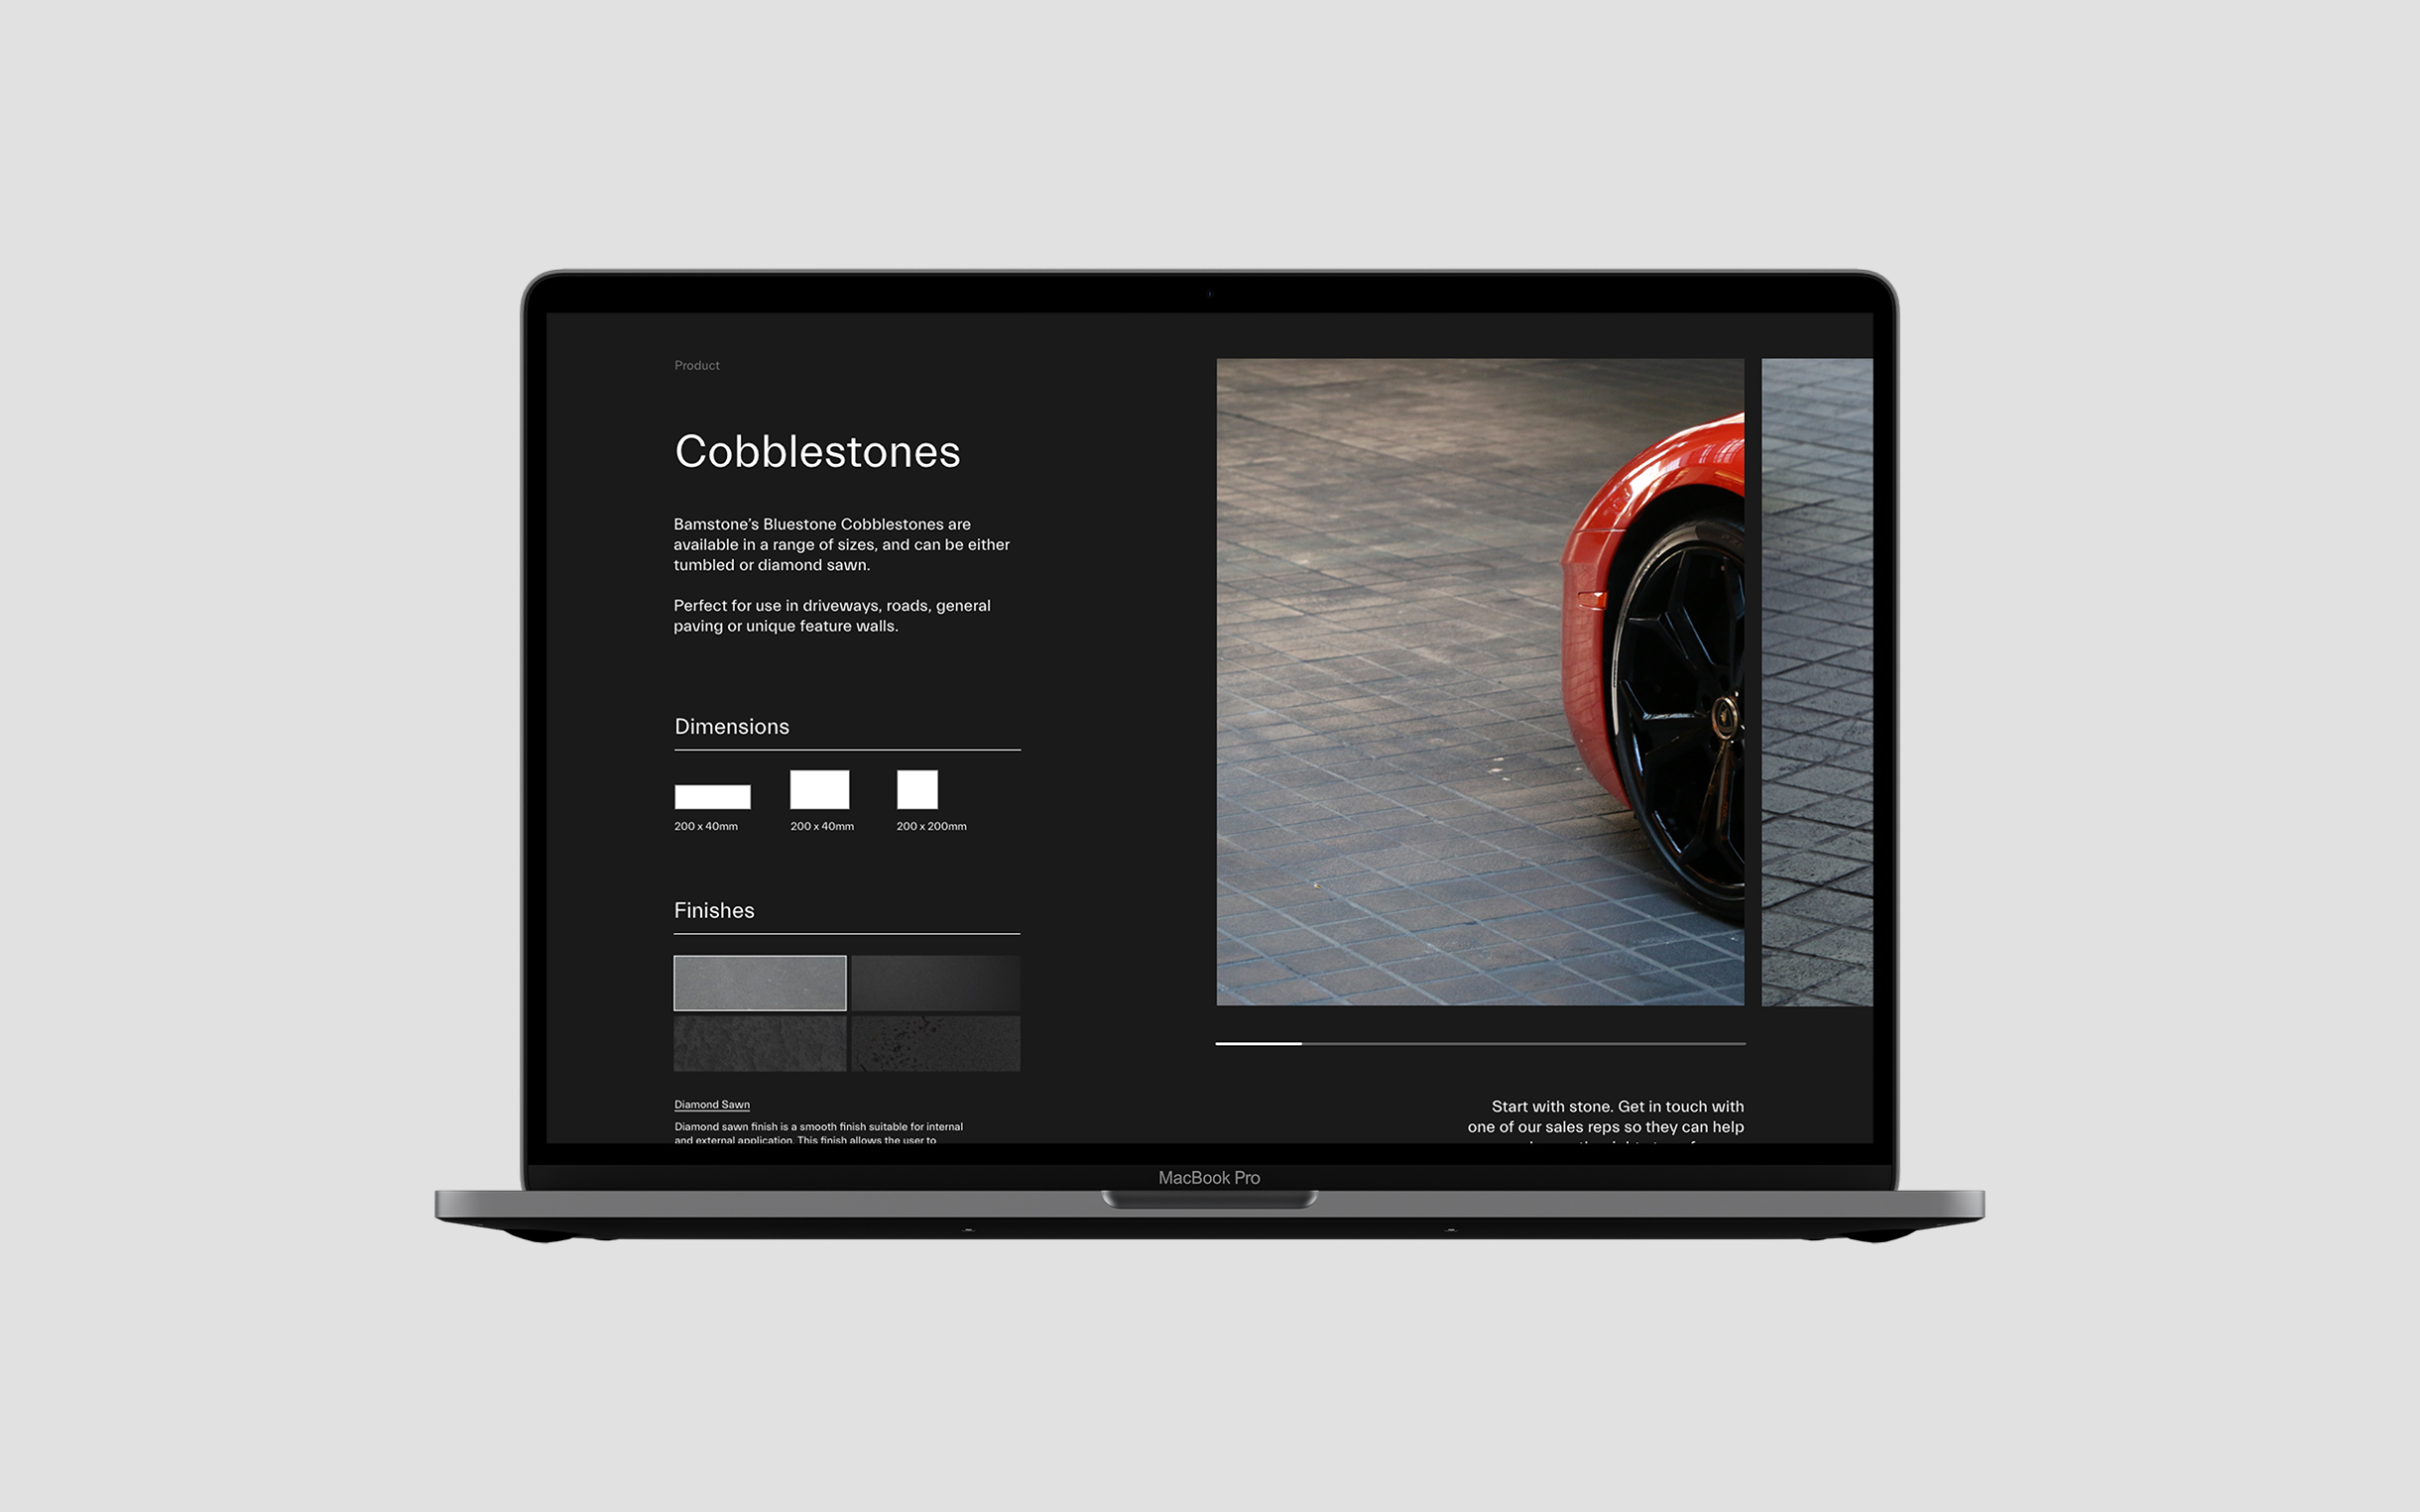 Product
Cobblestones
Bamstone's Bluestone Cobblestones are
available in a range of sizes, and can be either
tumbled or diamond sawn.
Perfect for use in driveways, roads, general
paving or unique feature walls.
Dimensions
200 x 40mm
200 x 40mm
200 x 200mm
Finishes
Diamond Sawn
Diamond sawn finish is a smooth finish suitable for internal
and external application. This finish allows the user to
Start with stone. Get in touch with
one of our sales reps so they can help
MacBook Pro